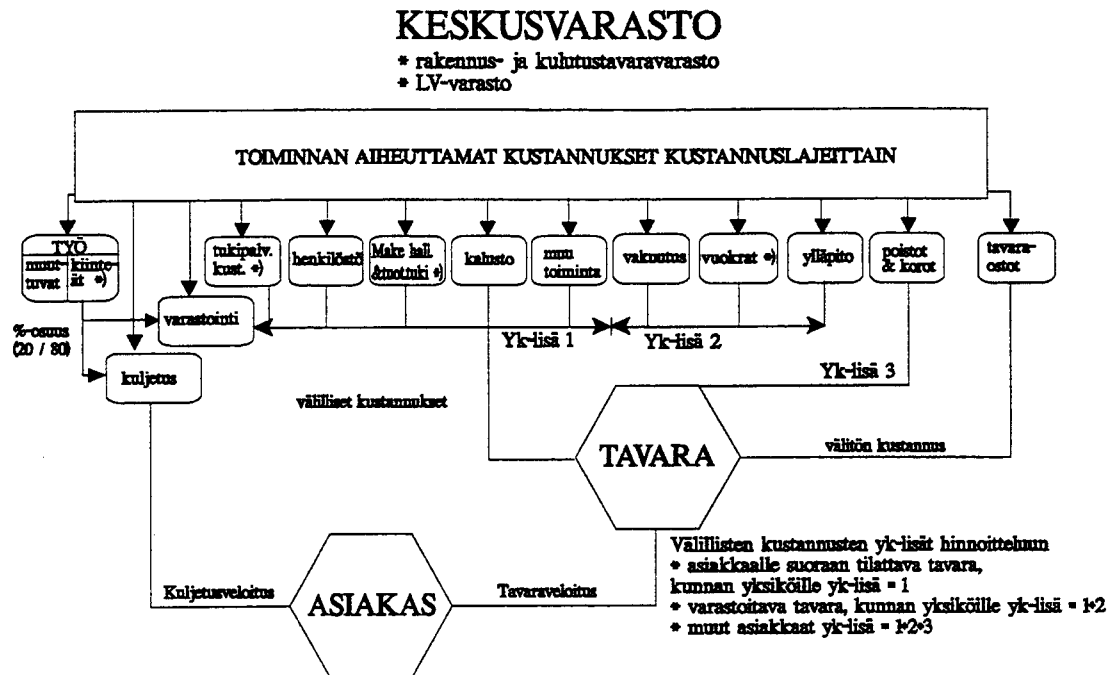 KESKUSVARASTO
* rakennus- ja kulutustavaravarasto
* LV-varasto
TOIMINNAN AIHEUTTAMAT KUSTANNUKSET KUSTANNUSLAJEITTAIN
TYÖ
muut-
tuvat
kiinte-
ät *)
tukipalv.
kust. *)
henkilöstö
Make hall.
&tnottuki *)
kalusto
muu
toiminta
vakuutus
vuokrat *)
ylläpito
poistot
& korot
tavara-
ostot
varastointi
%-osuus
(20 / 80)
kuljetus
Yk-lisä 1
Yk-lisä 2
Yk-lisä 3
välilliset kustannukset
TAVARA
välitön kustannus
Kuljetusveloitus
ASIAKAS
Tavaraveloitus
Välillisten kustannusten yk-lisät hinnoitteluun
* asiakkaalle suoraan tilattava tavara,
kunnan yksiköille yk-lisä = 1
* varastoitava tavara, kunnan yksiköille yk-lisä = 1+2
* muut asiakkaat yk-lisä = 1+2+3